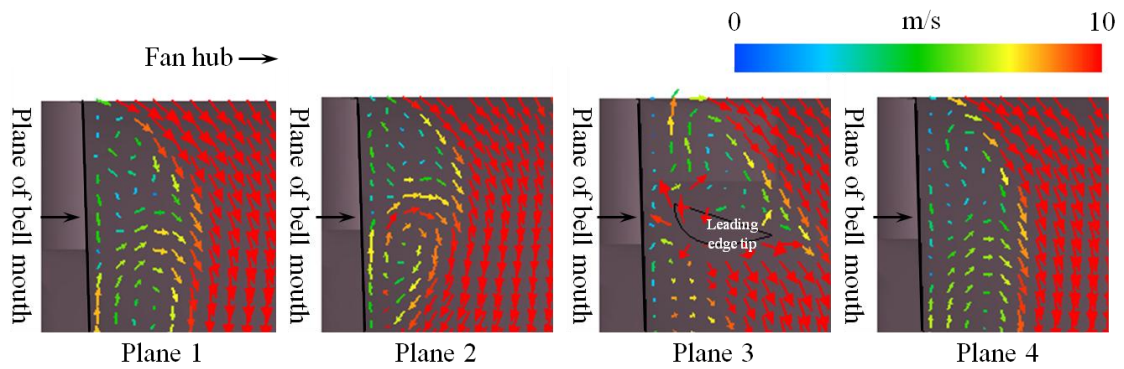 0 m/s 10
Fan hub
Plane of bell mouth
Plane of bell mouth
Plane of bell mouth
Leading
edge tip
Plane of bell mouth
Plane 1
Plane 2
Plane 3
Plane 4